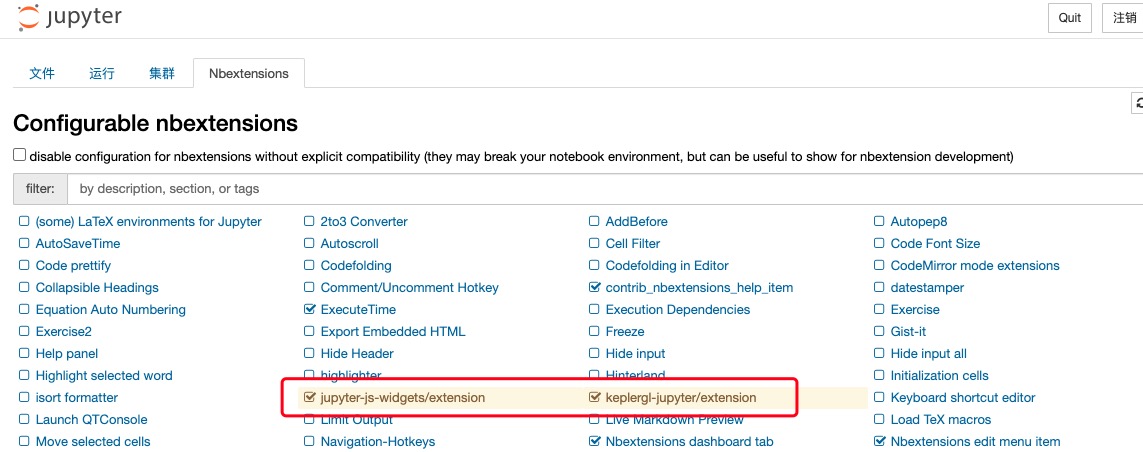 jupyter
Quit
注销
文件
运行
集群
Nbextensions
Configurable nbextensions
disable configuration for nbextensions without explicit compatibility (they may break your notebook environment, but can be useful to show for nbextension development)
filter: by description, section, or tags
(some) LaTeX environments for Jupyter 2to3 Converter AddBefore Autopep8
AutoSaveTime Autoscroll Cell Filter Code Font Size
Code prettify Codefolding Codefolding in Editor CodeMirror mode extensions
Collapsible Headings Comment/Uncomment Hotkey contrib_nbextensions_help_item datestamper
Equation Auto Numbering ExecuteTime Execution Dependencies Exercise
Exercise2 Export Embedded HTML Freeze Gist-it
Help panel Hide Header Hide input Hide input all
Highlight selected word highlighter Hinterland Initialization cells
isort formatter jupyter-js-widgets/extension keplergl-jupyter/extension Keyboard shortcut editor
Launch QTConsole Limit Output Live Markdown Preview Load TeX macros
Move selected cells Navigation-Hotkeys Nbextensions dashboard tab Nbextensions edit menu item